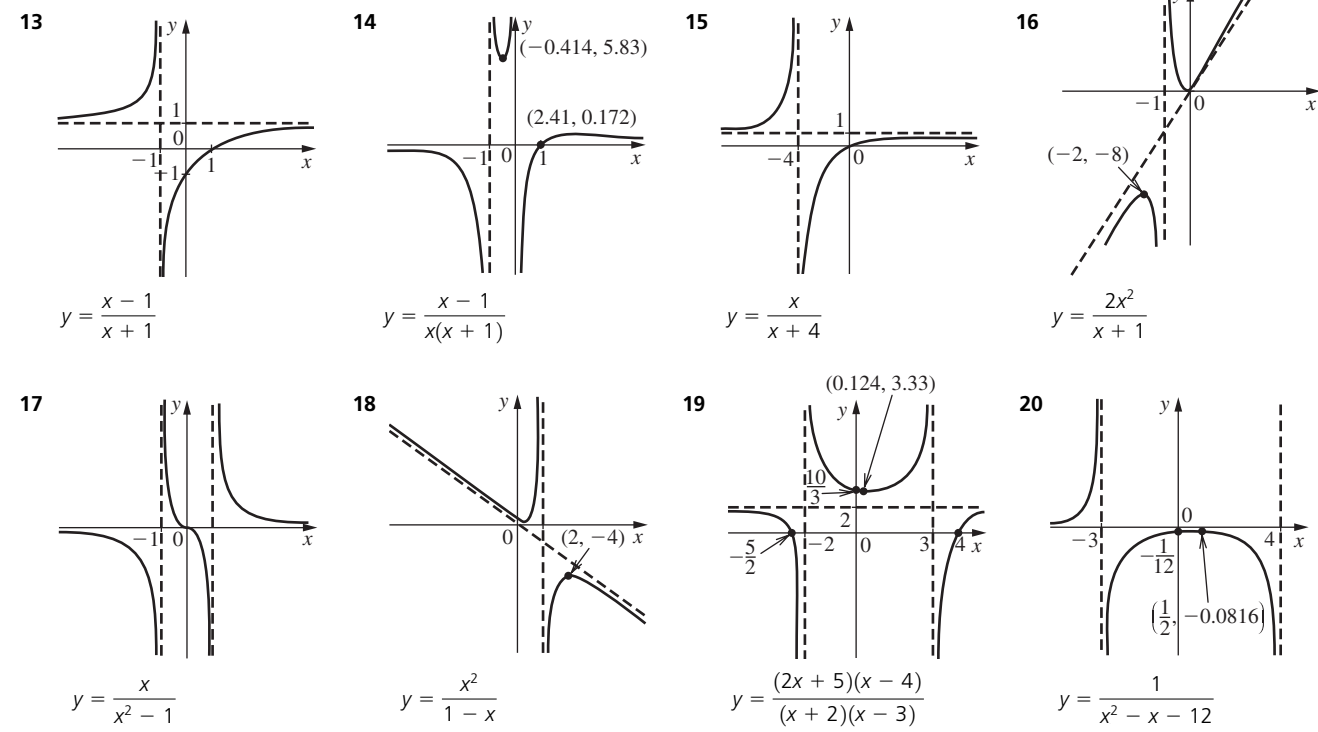 13
y
1
0
−1
1
x
−1
y = (x − 1)/(x + 1)
14
y
(−0.414, 5.83)
(2.41, 0.172)
−1
0
1
x
y = (x − 1)/(x(x + 1))
15
y
1
−4
0
x
y = x/(x + 4)
16
y
−1
0
x
(−2, −8)
y = 2x²/(x + 1)
17
y
−1
0
x
y = x/(x² − 1)
18
y
0
(2, −4)
x
y = x²/(1 − x)
19
(0.124, 3.33)
y
10/3
2
−5/2
−2
0
3
4
x
y = ((2x + 5)(x − 4))/((x + 2)(x − 3))
20
y
0
−3
−1/12
4
x
(1/2, −0.0816)
y = 1/(x² − x − 12)